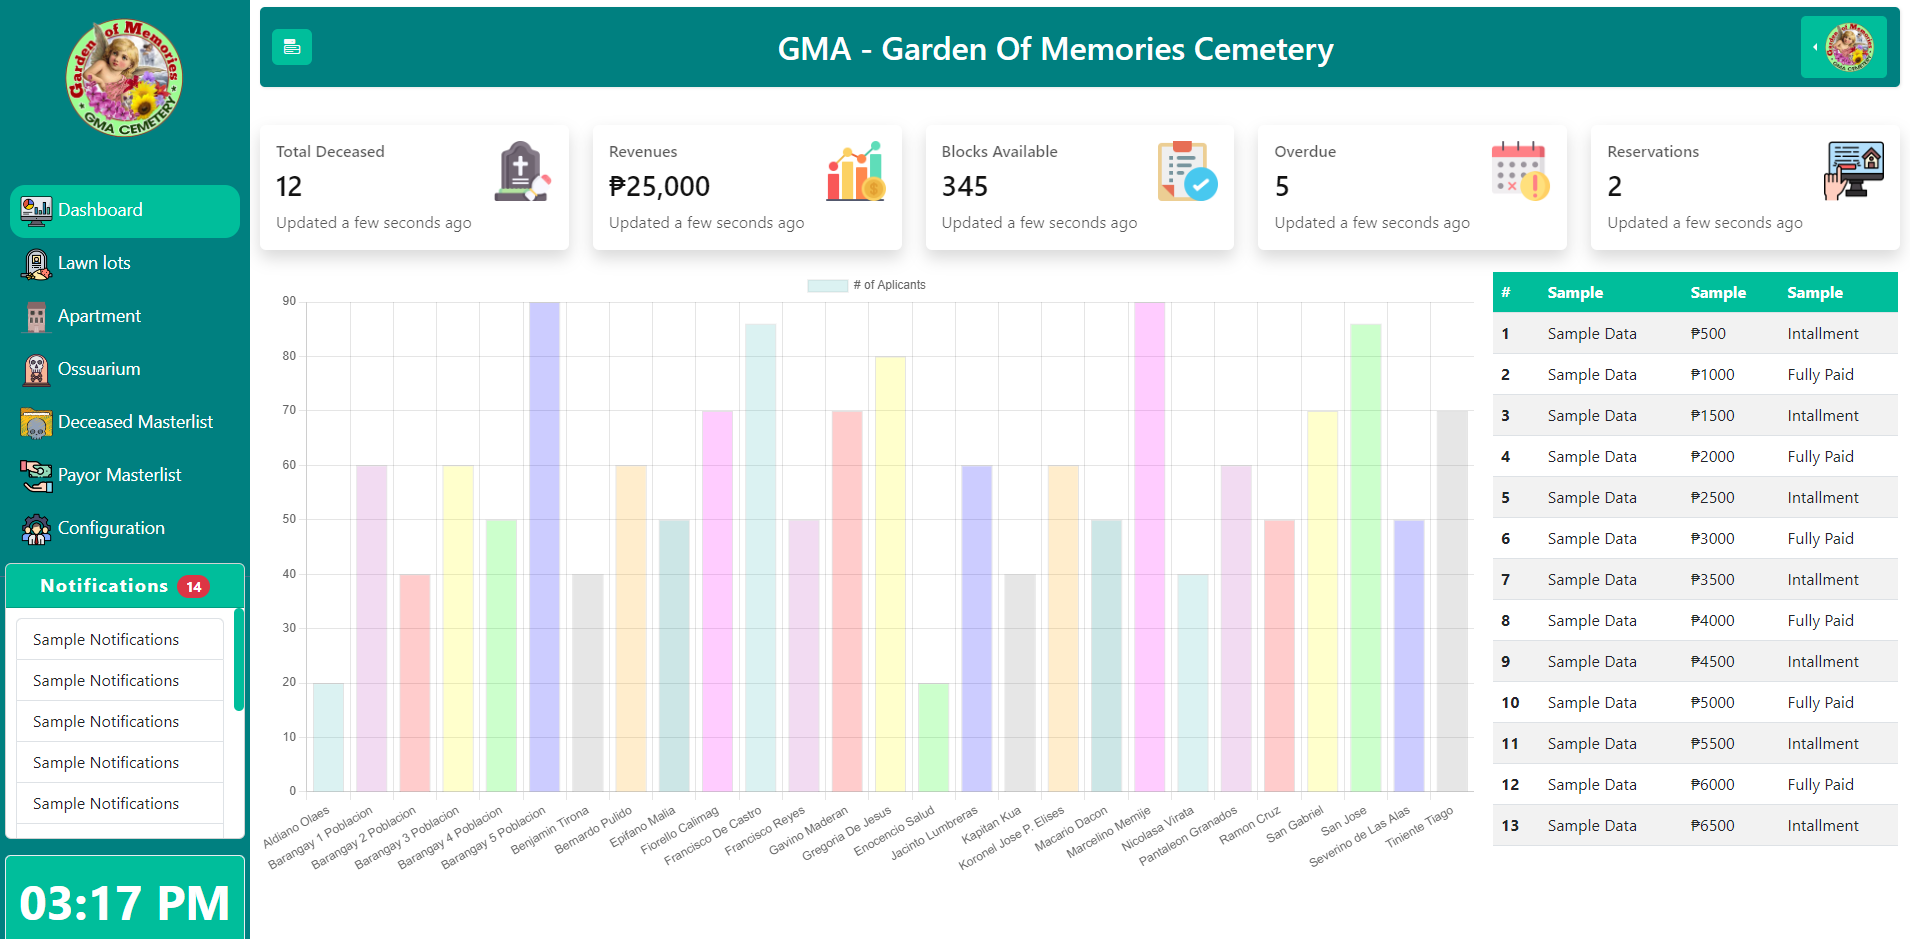 Garden of Memories
GMA CEMETERY
Dashboard
Lawn lots
Apartment
Ossuarium
Deceased Masterlist
Payor Masterlist
Configuration
Notifications 14
Sample Notifications
Sample Notifications
Sample Notifications
Sample Notifications
Sample Notifications
03:17 PM
GMA - Garden Of Memories Cemetery
Total Deceased
12
Updated a few seconds ago
Revenues
₱25,000
Updated a few seconds ago
Blocks Available
345
Updated a few seconds ago
Overdue
5
Updated a few seconds ago
Reservations
2
Updated a few seconds ago
# of Aplicants
90
80
70
60
50
40
30
20
10
0
Aldiano Olaes
Barangay 1 Poblacion
Barangay 2 Poblacion
Barangay 3 Poblacion
Barangay 4 Poblacion
Barangay 5 Poblacion
Benjamin Tirona
Bernardo Pulido
Epifano Malia
Fiorello Calimag
Francisco De Castro
Francisco Reyes
Gavino Maderan
Gregoria De Jesus
Enocencio Salud
Jacinto Lumbreras
Kapitan Kua
Koronel Jose P. Elises
Macario Dacon
Marcelino Memije
Nicolasa Virata
Pantaleon Granados
Ramon Cruz
San Gabriel
San Jose
Severino de Las Alas
Tiniente Tiago
# Sample Sample Sample
1 Sample Data ₱500 Intallment
2 Sample Data ₱1000 Fully Paid
3 Sample Data ₱1500 Intallment
4 Sample Data ₱2000 Fully Paid
5 Sample Data ₱2500 Intallment
6 Sample Data ₱3000 Fully Paid
7 Sample Data ₱3500 Intallment
8 Sample Data ₱4000 Fully Paid
9 Sample Data ₱4500 Intallment
10 Sample Data ₱5000 Fully Paid
11 Sample Data ₱5500 Intallment
12 Sample Data ₱6000 Fully Paid
13 Sample Data ₱6500 Intallment